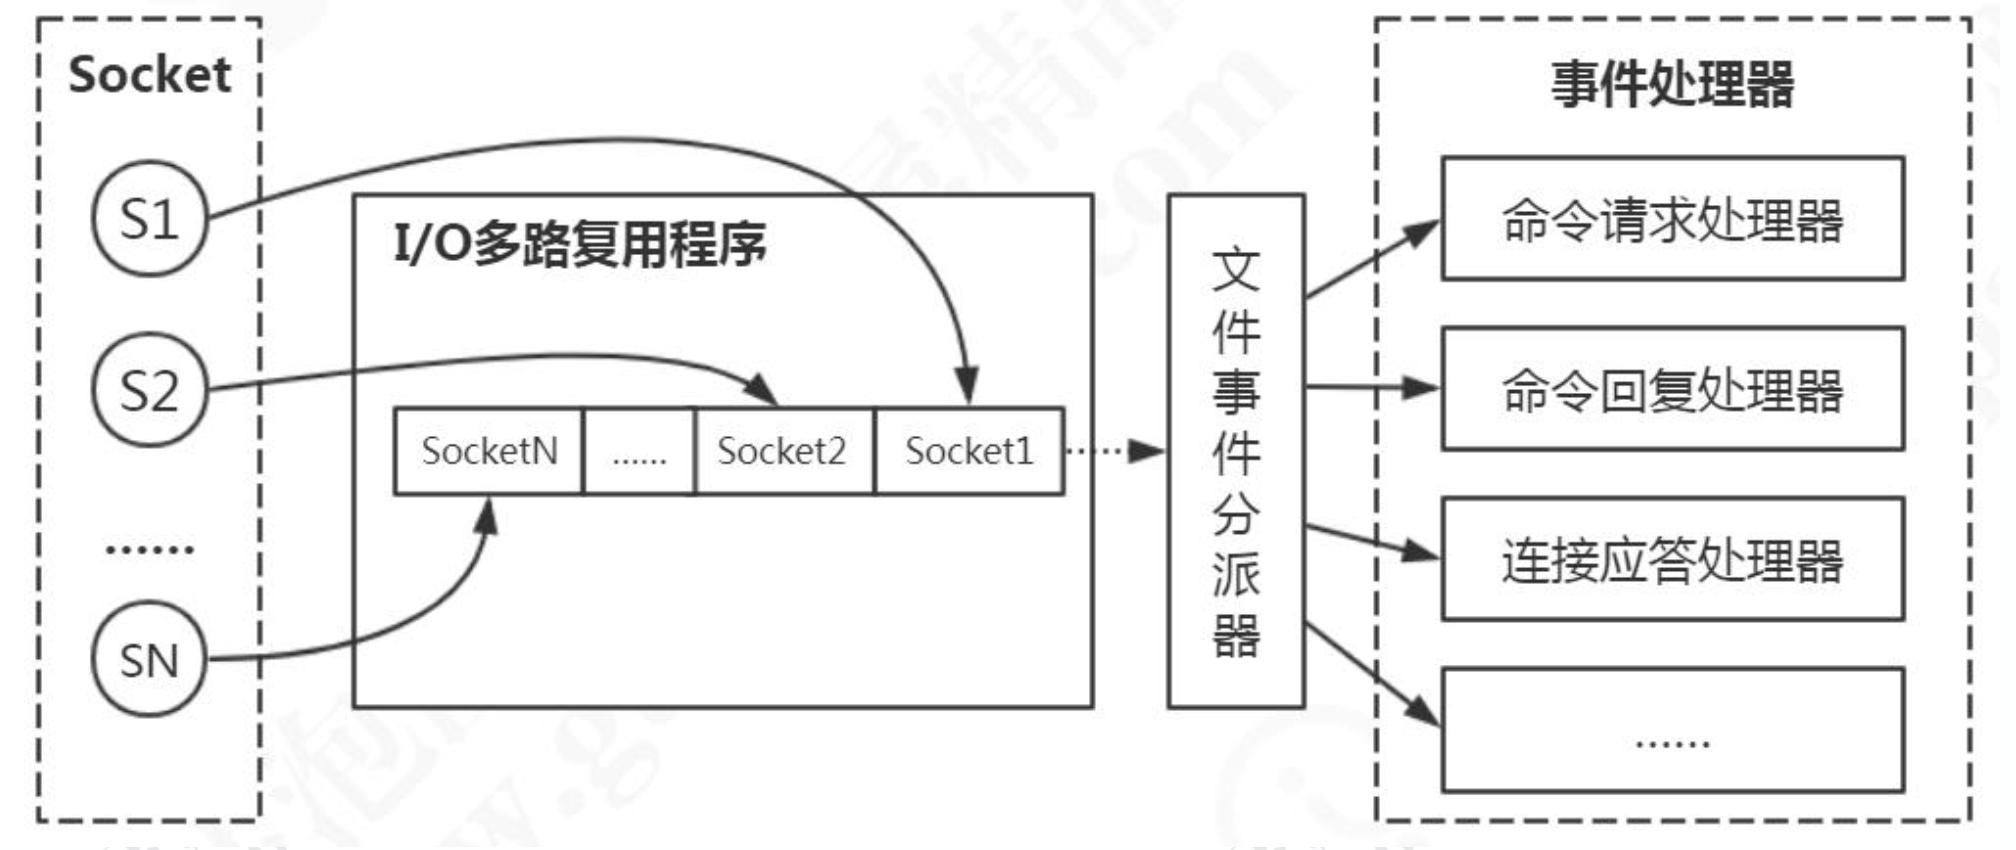 Socket
S1
S2
......
SN
I/O多路复用程序
SocketN
......
Socket2
Socket1
文件事件分派器
事件处理器
命令请求处理器
命令回复处理器
连接应答处理器
......